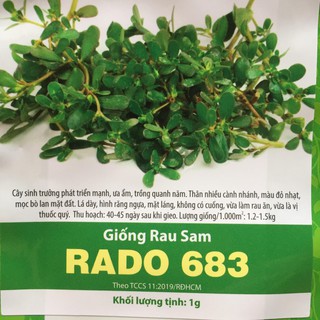 Cây sinh trưởng phát triển mạnh, ưa ẩm, trồng quanh năm. Thân nhiều cành nhánh, màu đỏ nhạt,
mọc bò lan mặt đất. Lá dày, hình răng ngựa, mặt láng, không có cuống, vừa làm rau ăn, vừa là vị
thuốc quý. Thu hoạch: 40-45 ngày sau khi gieo. Lượng giống/1.000m²: 1.2-1.5kg
Giống Rau Sam
RADO 683
Theo TCCS 11:2019/RĐHCM
Khối lượng tịnh: 1g